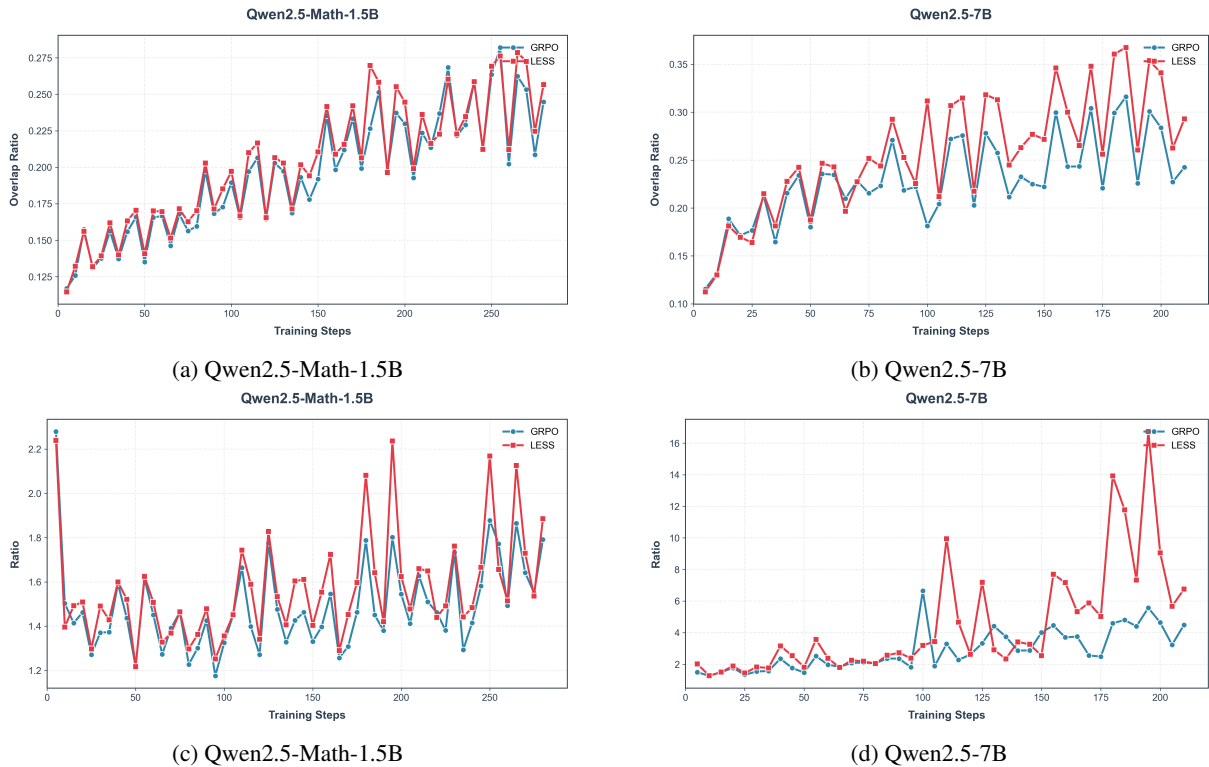 Qwen2.5-Math-1.5B
0.275
0.250
0.225
0.200
0.175
0.150
0.125
Overlap Ratio
GRPO
LESS
0
50
100
150
200
250
Training Steps
(a) Qwen2.5-Math-1.5B
Qwen2.5-7B
0.35
0.30
0.25
0.20
0.15
0.10
Overlap Ratio
GRPO
LESS
0
25
50
75
100
125
150
175
200
Training Steps
(b) Qwen2.5-7B
Qwen2.5-Math-1.5B
2.2
2.0
1.8
1.6
1.4
1.2
Ratio
GRPO
LESS
0
50
100
150
200
250
Training Steps
(c) Qwen2.5-Math-1.5B
Qwen2.5-7B
16
14
12
10
8
6
4
2
Ratio
GRPO
LESS
0
25
50
75
100
125
150
175
200
Training Steps
(d) Qwen2.5-7B